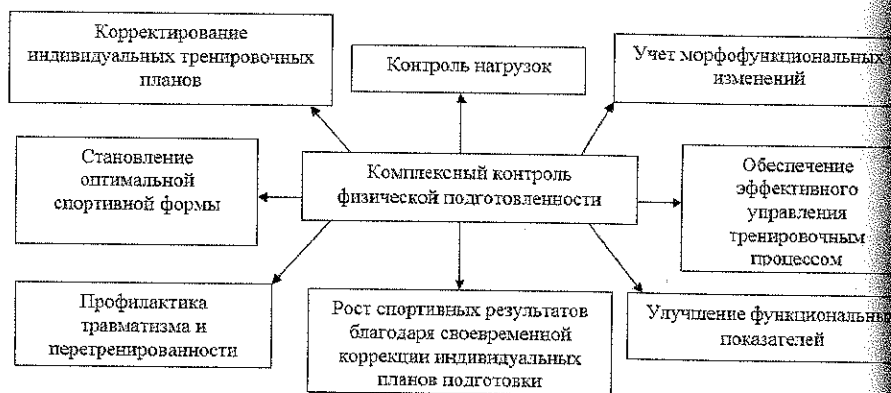 Корректирование
индивидуальных тренировочных
планов
Контроль нагрузок
Учет морфофункциональных
изменений
Становление
оптимальной
спортивной формы
Комплексный контроль
физической подготовленности
Обеспечение
эффективного
управления
тренировочным
процессом
Профилактика
травматизма и
перетренированности
Рост спортивных результатов
благодаря своевременной
коррекции индивидуальных
планов подготовки
Улучшение функциональны
показателей